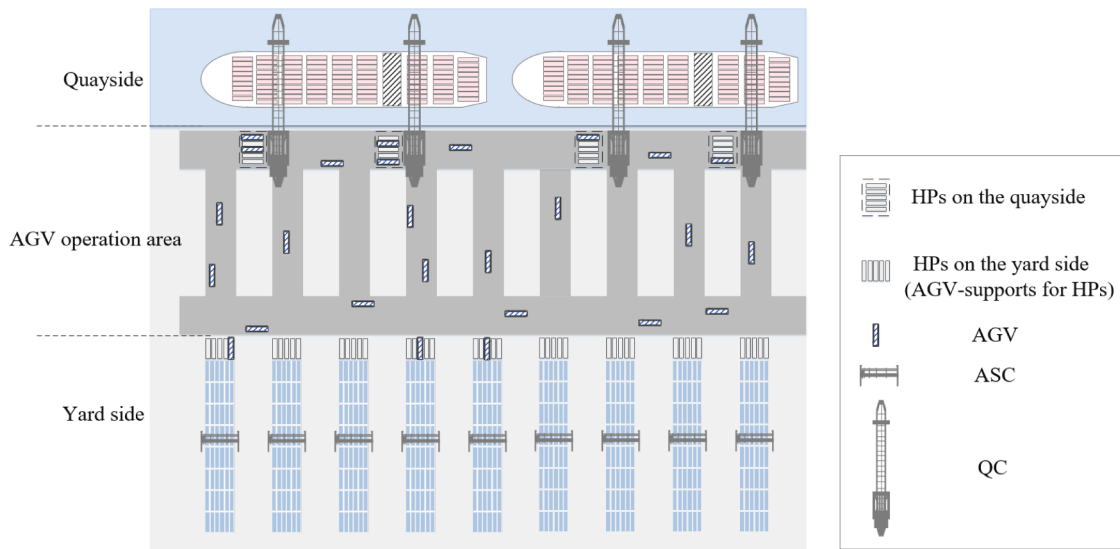 Quayside
AGV operation area
Yard side
HPs on the quayside
HPs on the yard side
(AGV-supports for HPs)
AGV
ASC
QC